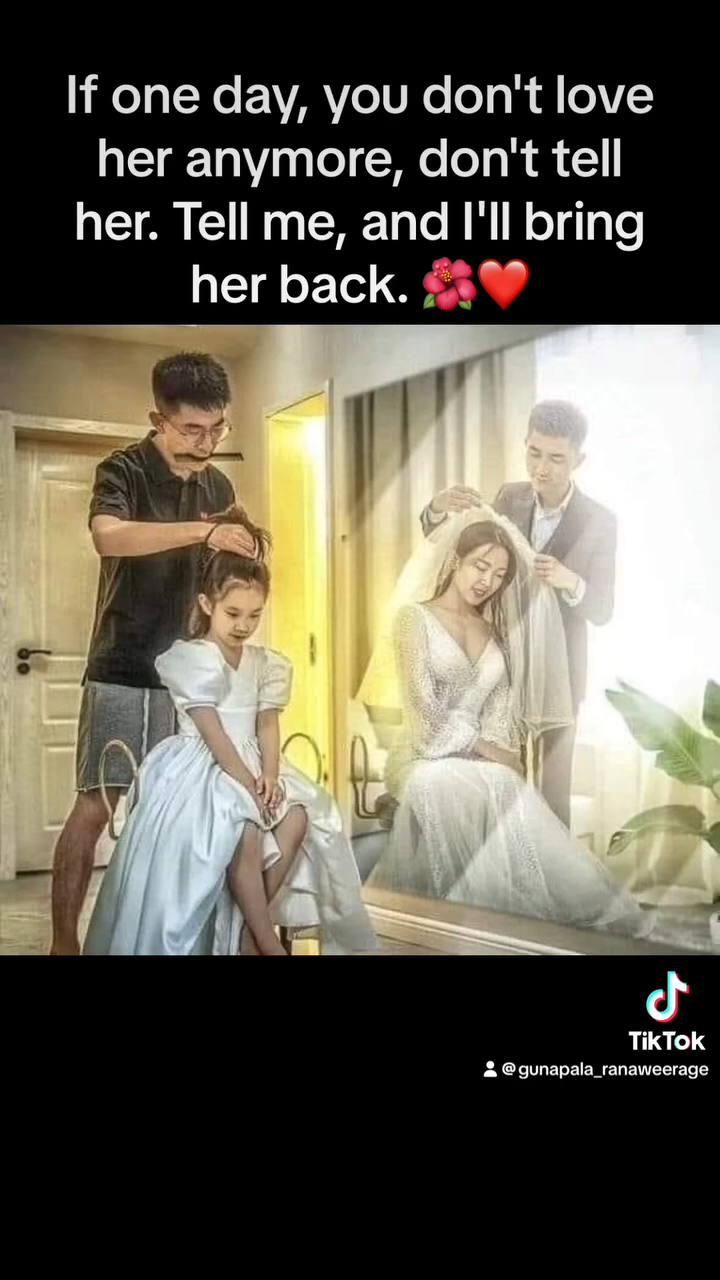 If one day, you don't love
her anymore, don't tell
her. Tell me, and I'll bring
her back. 🌺❤️
TikTok
@gunapala_ranaweerage